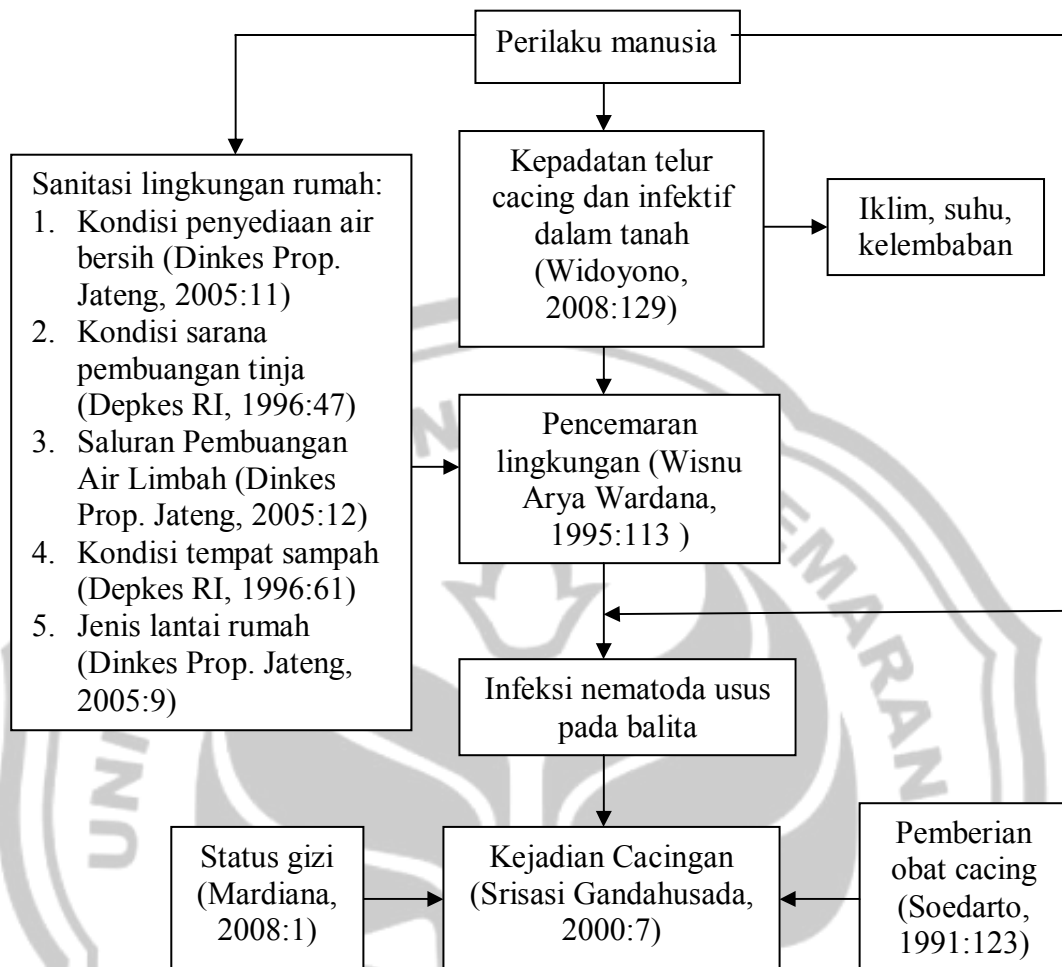 Perilaku manusia
Sanitasi lingkungan rumah:
1. Kondisi penyediaan air
bersih (Dinkes Prop.
Jateng, 2005:11)
2. Kondisi sarana
pembuangan tinja
(Depkes RI, 1996:47)
3. Saluran Pembuangan
Air Limbah (Dinkes
Prop. Jateng, 2005:12)
4. Kondisi tempat sampah
(Depkes RI, 1996:61)
5. Jenis lantai rumah
(Dinkes Prop. Jateng,
2005:9)
Kepadatan telur
cacing dan infektif
dalam tanah
(Widoyono,
2008:129)
Iklim, suhu,
kelembaban
Pencemaran
lingkungan (Wisnu
Arya Wardana,
1995:113 )
Infeksi nematoda usus
pada balita
Status gizi
(Mardiana,
2008:1)
Kejadian Cacingan
(Srisasi Gandahusada,
2000:7)
Pemberian
obat cacing
(Soedarto,
1991:123)